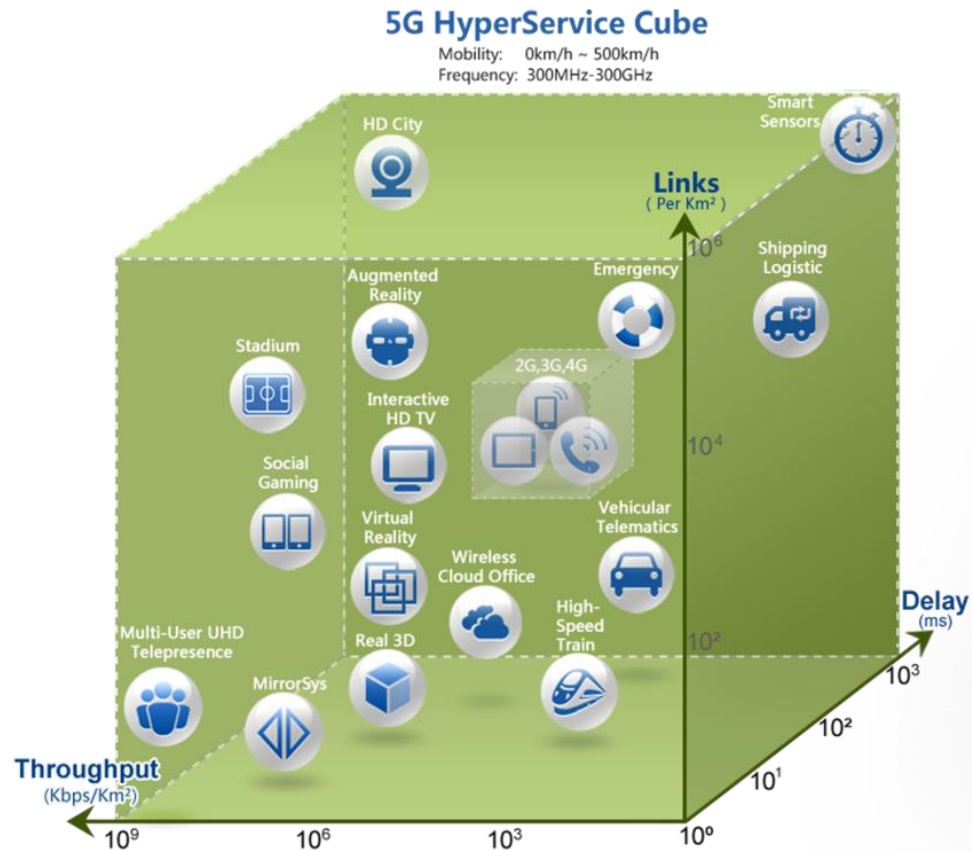 5G HyperService Cube
Mobility: 0km/h ~ 500km/h
Frequency: 300MHz-300GHz
Smart
Sensors
HD City
Links
( Per Km² )
10⁶
Shipping
Logistic
Emergency
Augmented
Reality
Stadium
2G,3G,4G
Interactive
HD TV
10⁴
Social
Gaming
Vehicular
Telematics
Virtual
Reality
Wireless
Cloud Office
High-
Speed
Train
Delay
(ms)
Multi-User UHD
Telepresence
Real 3D
10²
MirrorSys
10³
10²
10¹
Throughput
(Kbps/Km²)
10⁹
10⁶
10³
10⁰